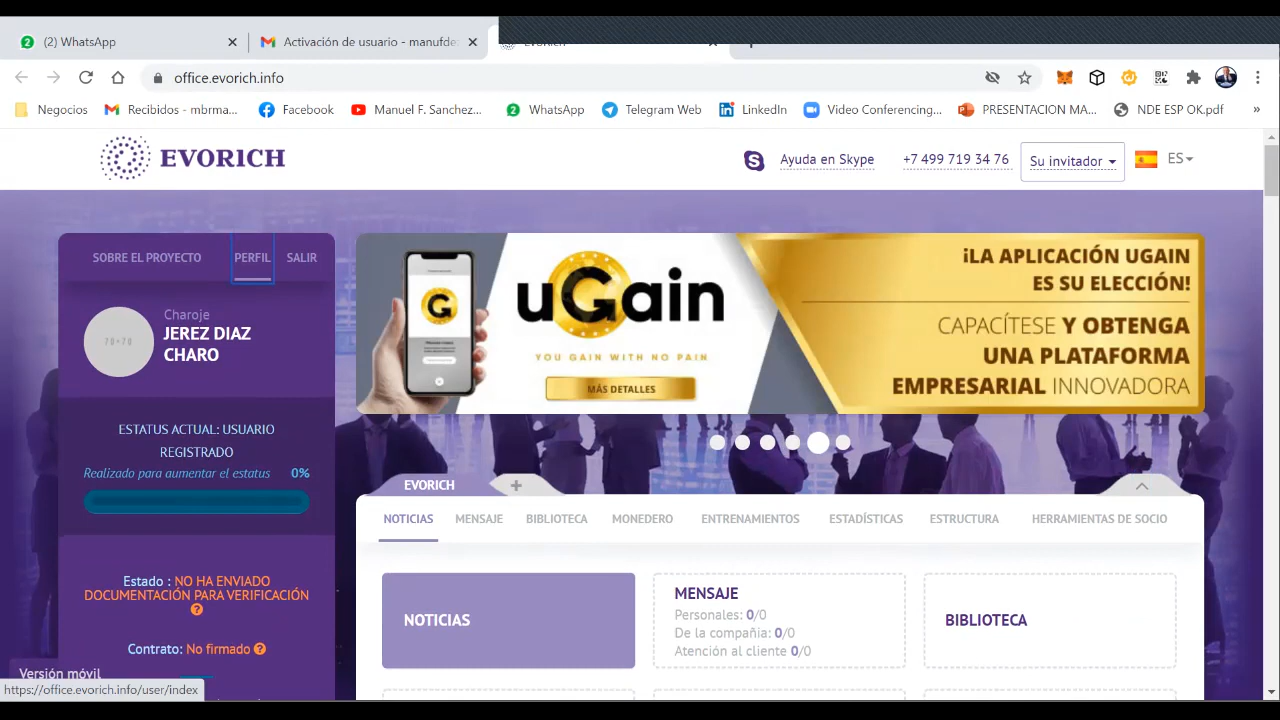 (2) WhatsApp
Activación de usuario - manufde
office.evorich.info
Negocios
Recibidos - mbrma...
Facebook
Manuel F. Sanchez...
WhatsApp
Telegram Web
LinkedIn
Video Conferencing...
PRESENTACION MA...
NDE ESP OK.pdf
»
EVORICH
Ayuda en Skype
+7 499 719 34 76
Su invitador
ES
SOBRE EL PROYECTO
PERFIL
SALIR
70×70
Charoje
JEREZ DIAZ
CHARO
ESTATUS ACTUAL: USUARIO
REGISTRADO
Realizado para aumentar el estatus 0%
Estado : NO HA ENVIADO
DOCUMENTACIÓN PARA VERIFICACIÓN
Contrato: No firmado
Versión móvil
https://office.evorich.info/user/index
uGain
YOU GAIN WITH NO PAIN
MÁS DETALLES
¡LA APLICACIÓN UGAIN
ES SU ELECCIÓN!
CAPACÍTESE Y OBTENGA
UNA PLATAFORMA
EMPRESARIAL INNOVADORA
EVORICH
+
NOTICIAS
MENSAJE
BIBLIOTECA
MONEDERO
ENTRENAMIENTOS
ESTADÍSTICAS
ESTRUCTURA
HERRAMIENTAS DE SOCIO
NOTICIAS
MENSAJE
Personales: 0/0
De la compañia: 0/0
Atención al cliente 0/0
BIBLIOTECA